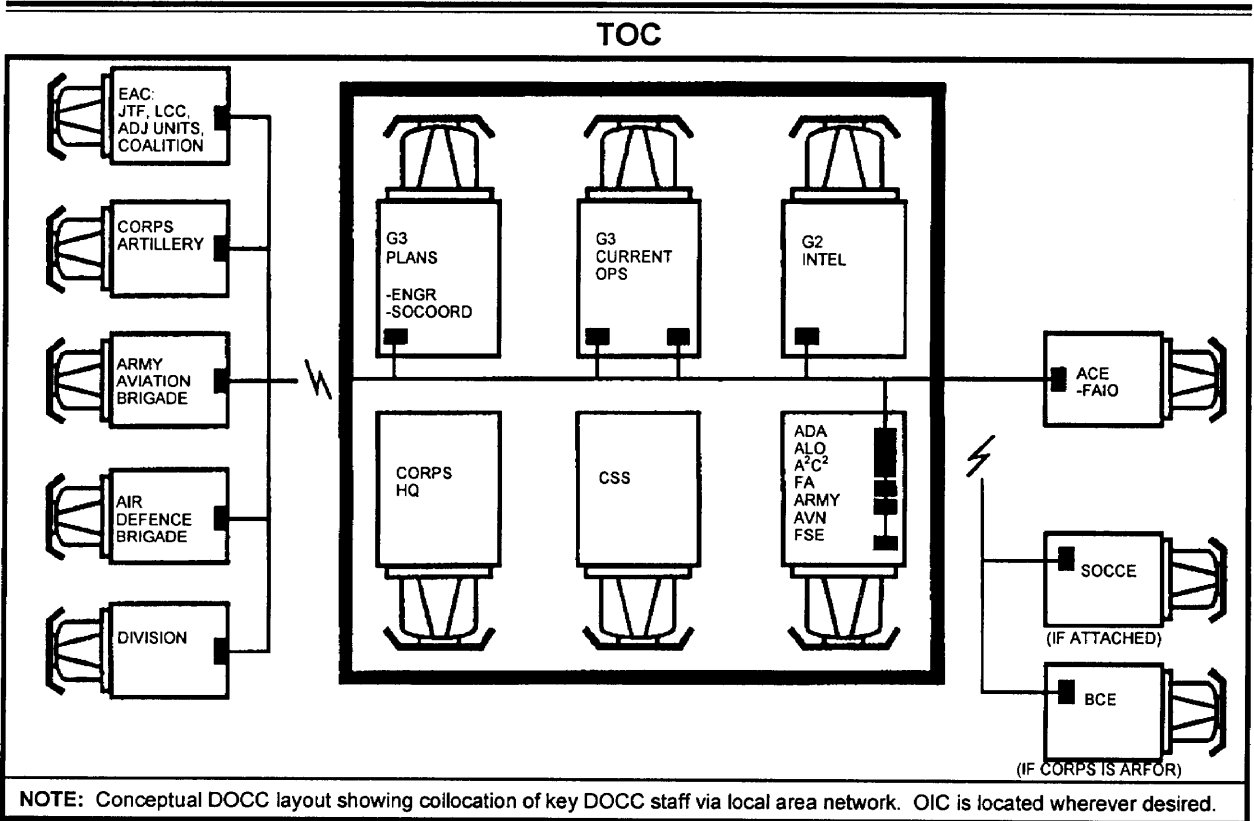 TOC
EAC:
JTF, LCC,
ADJ UNITS,
COALITION
CORPS
ARTILLERY
ARMY
AVIATION
BRIGADE
AIR
DEFENCE
BRIGADE
DIVISION
G3
PLANS
-ENGR
-SOCOORD
G3
CURRENT
OPS
G2
INTEL
CORPS
HQ
CSS
ADA
ALO
A²C²
FA
ARMY
AVN
FSE
ACE
-FAIO
SOCCE
(IF ATTACHED)
BCE
(IF CORPS IS ARFOR)
NOTE: Conceptual DOCC layout showing collocation of key DOCC staff via local area network. OIC is located wherever desired.